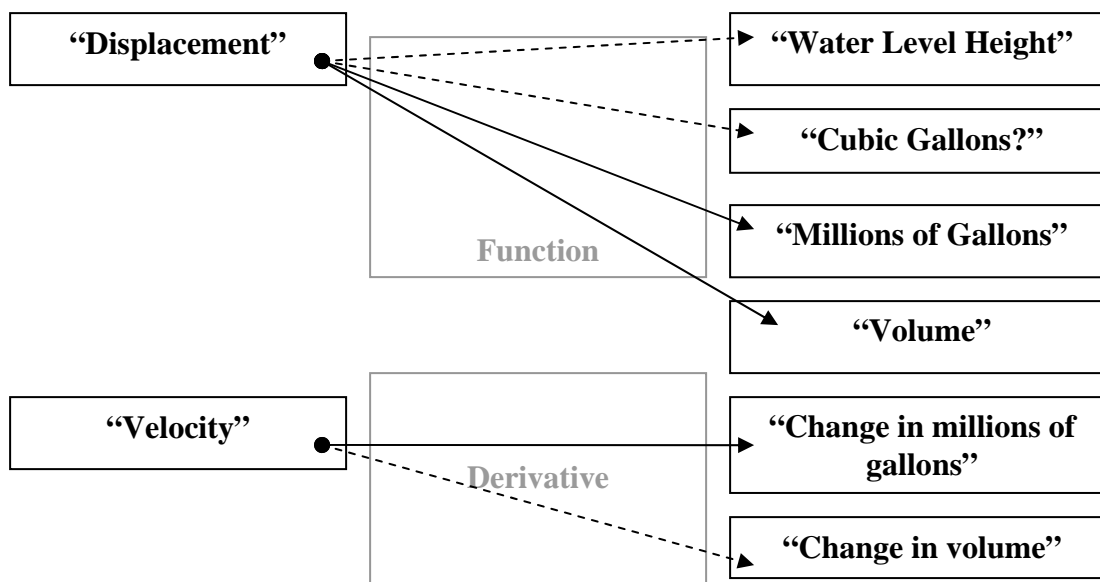 “Displacement”
“Water Level Height”
“Cubic Gallons?”
“Millions of Gallons”
Function
“Volume”
“Velocity”
“Change in millions of
gallons”
Derivative
“Change in volume”